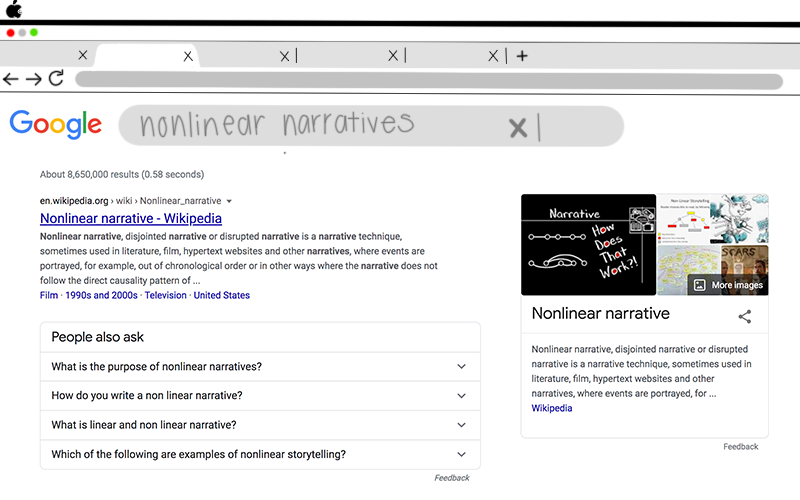 X X X X X +
Google nonlinear narratives X
About 8,650,000 results (0.58 seconds)
en.wikipedia.org › wiki › Nonlinear_narrative
Nonlinear narrative - Wikipedia
Nonlinear narrative, disjointed narrative or disrupted narrative is a narrative technique,
sometimes used in literature, film, hypertext websites and other narratives, where events are
portrayed, for example, out of chronological order or in other ways where the narrative does not
follow the direct causality pattern of ...
Film · 1990s and 2000s · Television · United States
People also ask
What is the purpose of nonlinear narratives?
How do you write a non linear narrative?
What is linear and non linear narrative?
Which of the following are examples of nonlinear storytelling?
Feedback
Narrative
How
Does
That
Work?!
Non-Linear Storytelling
SCARS
More images
Nonlinear narrative
Nonlinear narrative, disjointed narrative or disrupted
narrative is a narrative technique, sometimes used in
literature, film, hypertext websites and other
narratives, where events are portrayed, for ...
Wikipedia
Feedback